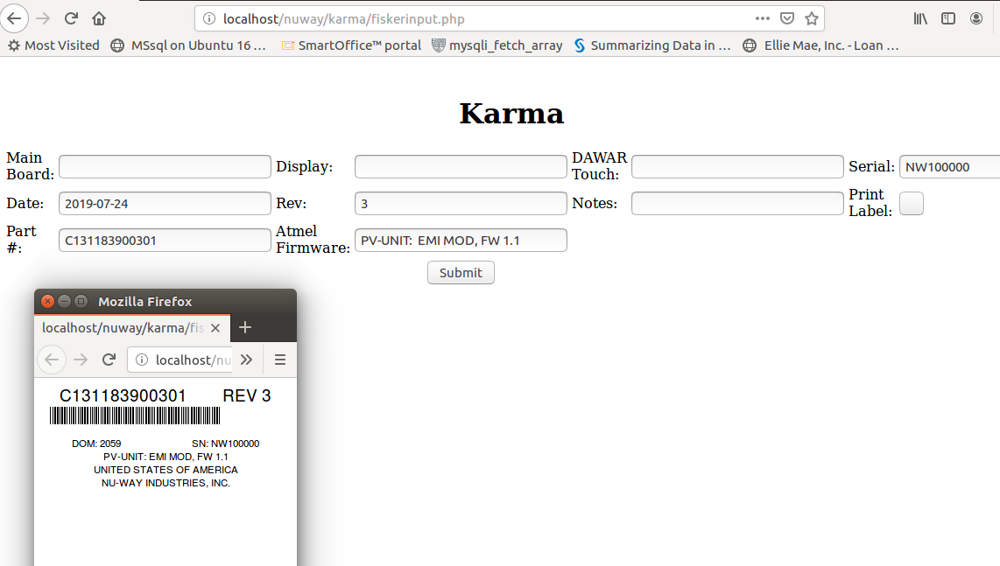 localhost/nuway/karma/fiskerinput.php
Most Visited MSsql on Ubuntu 16 … SmartOffice™ portal mysqli_fetch_array Summarizing Data in … Ellie Mae, Inc. - Loan …
Karma
Main Board: Display: DAWAR Touch: Serial: NW100000
Date: 2019-07-24 Rev: 3 Notes: Print Label:
Part #: C131183900301 Atmel Firmware: PV-UNIT: EMI MOD, FW 1.1
Submit
Mozilla Firefox
localhost/nuway/karma/fis
localhost/nu
C131183900301 REV 3
DOM: 2059 SN: NW100000
PV-UNIT: EMI MOD, FW 1.1
UNITED STATES OF AMERICA
NU-WAY INDUSTRIES, INC.